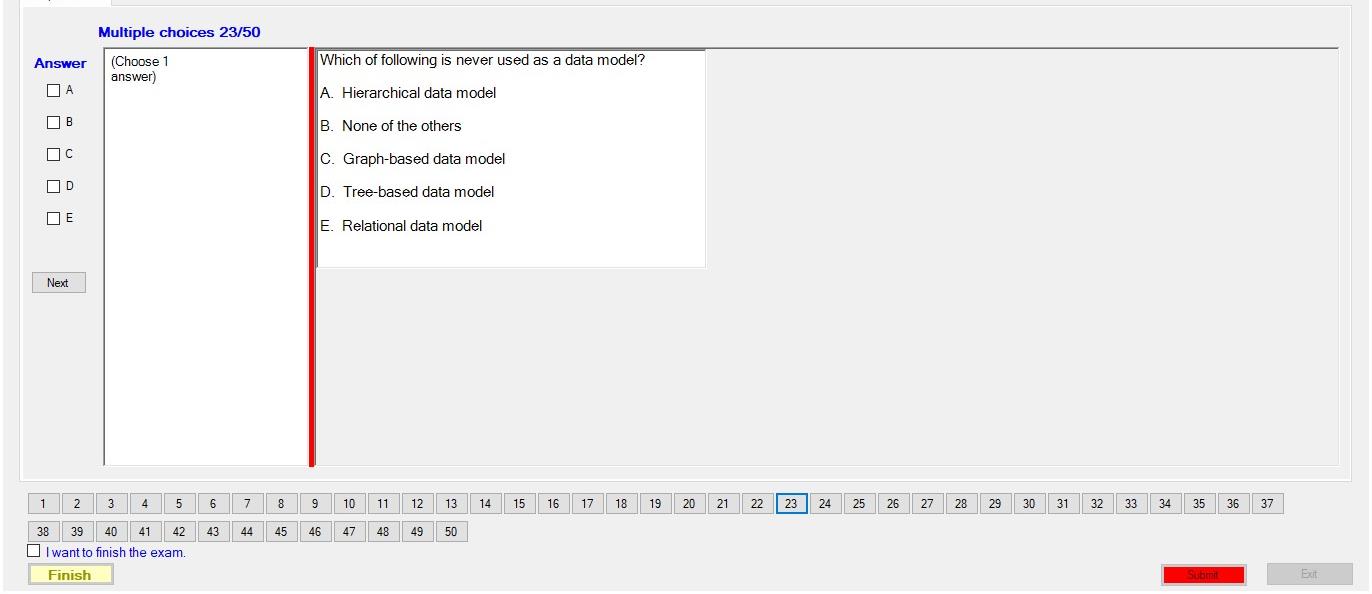 Multiple choices 23/50
Answer
(Choose 1
answer)
A
B
C
D
E
Next
Which of following is never used as a data model?
A. Hierarchical data model
B. None of the others
C. Graph-based data model
D. Tree-based data model
E. Relational data model
1 2 3 4 5 6 7 8 9 10 11 12 13 14 15 16 17 18 19 20 21 22 23 24 25 26 27 28 29 30 31 32 33 34 35 36 37
38 39 40 41 42 43 44 45 46 47 48 49 50
I want to finish the exam.
Finish
Submit
Exit